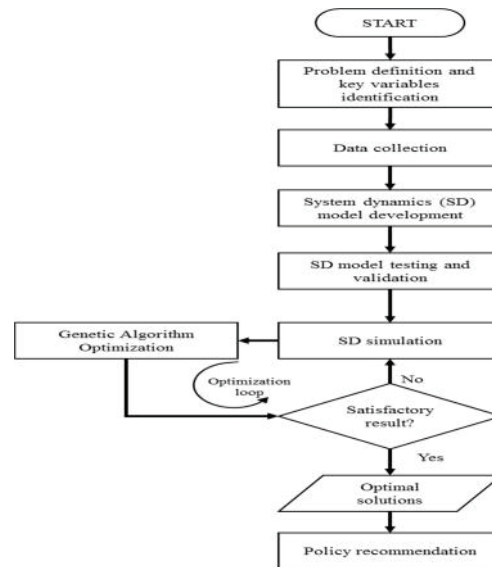 START
Problem definition and
key variables
identification
Data collection
System dynamics (SD)
model development
SD model testing and
validation
Genetic Algorithm
Optimization
SD simulation
Optimization
loop
No
Satisfactory
result?
Yes
Optimal
solutions
Policy recommendation